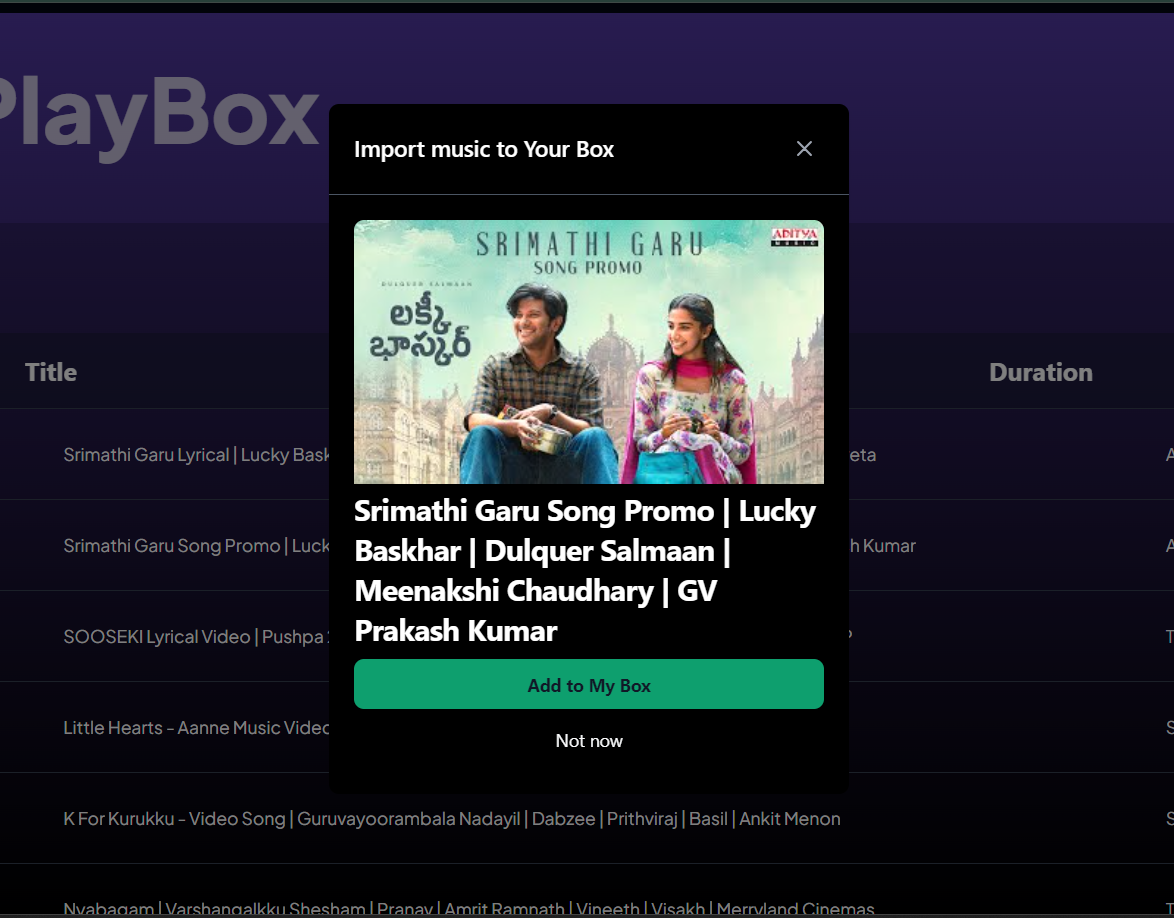 PlayBox
Import music to Your Box
SRIMATHI GARU
SONG PROMO
ADITYA
MUSIC
DULQUER SALMAAN
లక్కీ
భాస్కర్
Srimathi Garu Song Promo | Lucky
Baskhar | Dulquer Salmaan |
Meenakshi Chaudhary | GV
Prakash Kumar
Add to My Box
Not now
Title
Duration
Srimathi Garu Lyrical | Lucky Bask
eta
A
Srimathi Garu Song Promo | Luck
h Kumar
A
SOOSEKI Lyrical Video | Pushpa
T
Little Hearts - Aanne Music Video
S
K For Kurukku - Video Song | Guruvayoorambala Nadayil | Dabzee | Prithviraj | Basil | Ankit Menon
S
Nyabagam | Varshangalkku Shesham | Pranav | Amrit Ramnath | Vineeth | Visakh | Merryland Cinemas
T